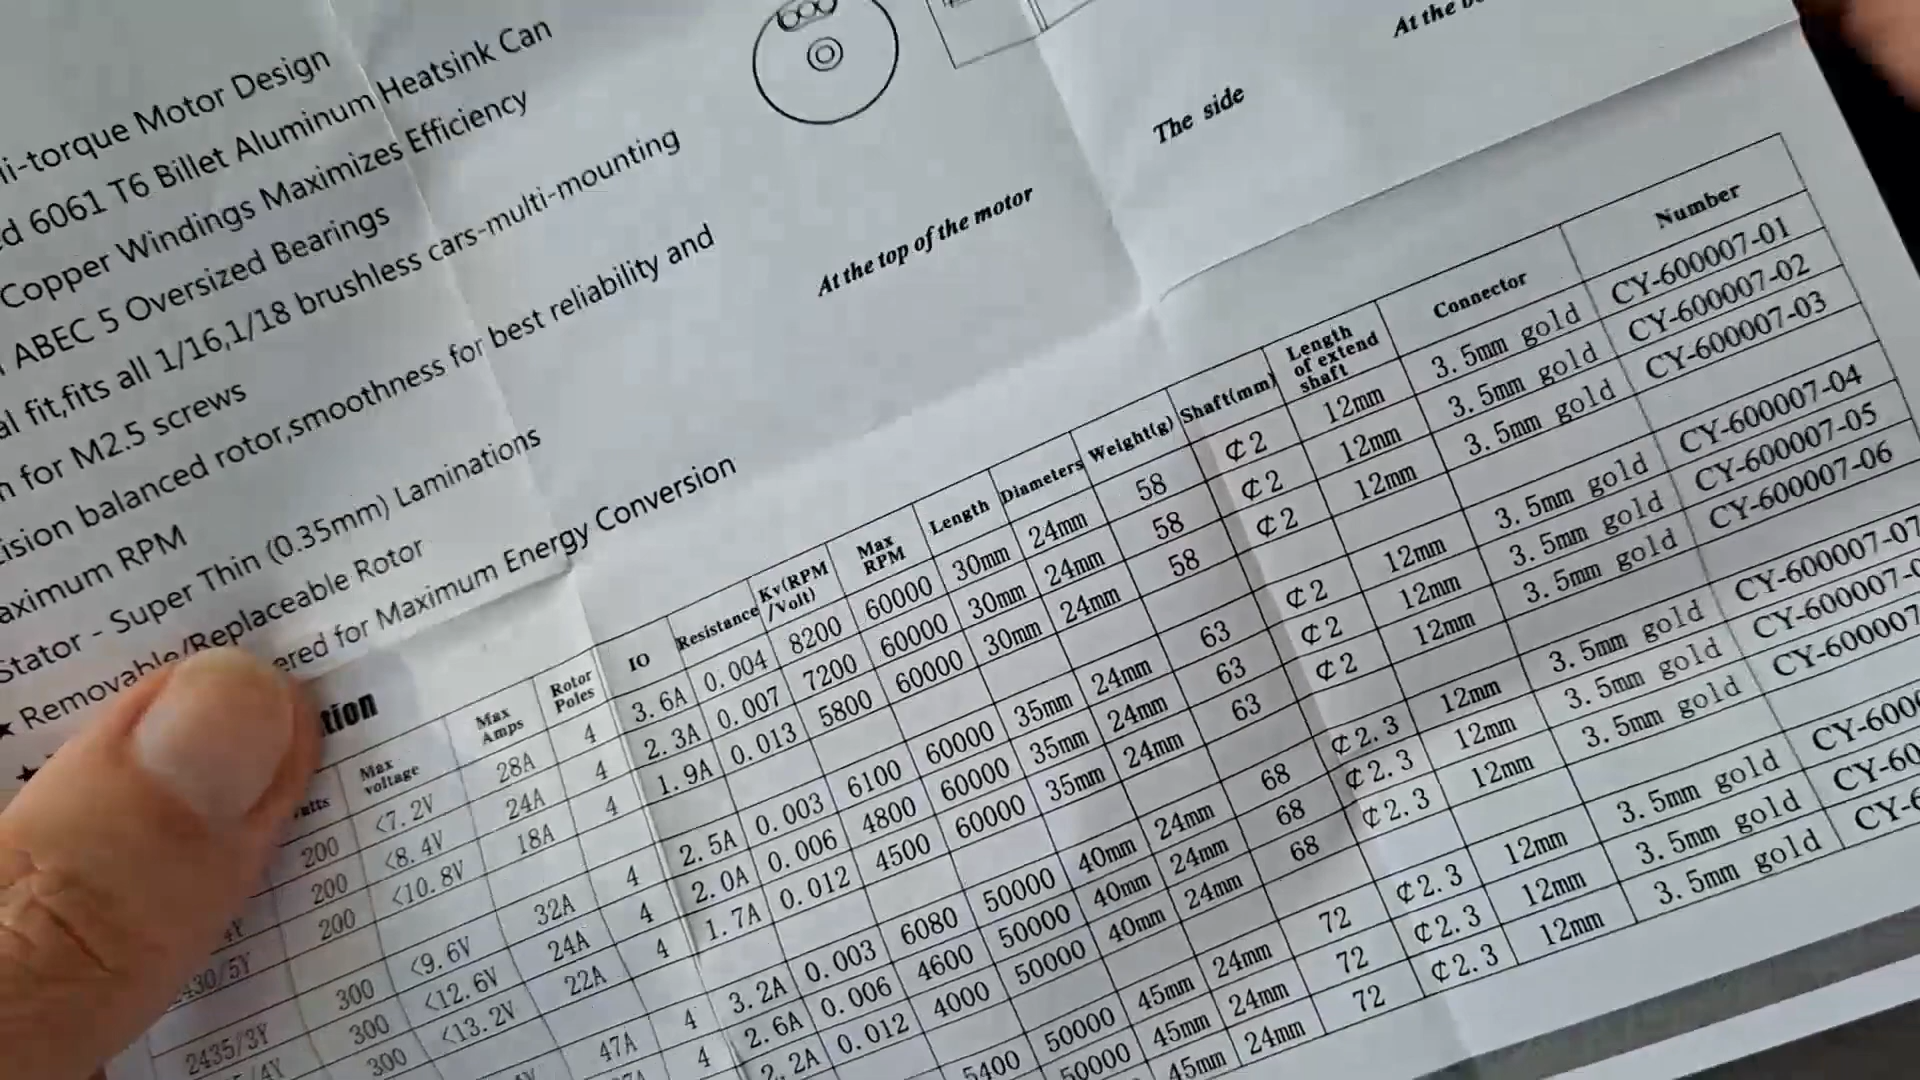 Hi-torque Motor Design
6061 T6 Billet Aluminum Heatsink Can
Copper Windings Maximizes Efficiency
ABEC 5 Oversized Bearings
fit,fits all 1/16,1/18 brushless cars-multi-mounting
for M2.5 screws
balanced rotor,smoothness for best reliability and
RPM
Stator - Super Thin (0.35mm) Laminations
★ Removable/Replaceable Rotor
★ for Maximum Energy Conversion
At the top of the motor
The side
At the
Max voltage Max Amps Rotor Poles IO Resistance Kv(RPM /Volt) Max RPM Length Diameters Weight(g) Shaft(mm) Length of extend shaft Connector Number
200 <7.2V 28A 4 3.6A 0.004 8200 60000 30mm 24mm 58 ¢2 12mm 3.5mm gold CY-600007-01
200 <8.4V 24A 4 2.3A 0.007 7200 60000 30mm 24mm 58 ¢2 12mm 3.5mm gold CY-600007-02
200 <10.8V 18A 4 1.9A 0.013 5800 60000 30mm 24mm 58 ¢2 12mm 3.5mm gold CY-600007-03
2435/3Y 300 <9.6V 32A 4 2.5A 0.003 6100 60000 35mm 24mm 63 ¢2 12mm 3.5mm gold CY-600007-04
300 <12.6V 24A 4 2.0A 0.006 4800 60000 35mm 24mm 63 ¢2 12mm 3.5mm gold CY-600007-05
300 <13.2V 22A 4 1.7A 0.012 4500 60000 35mm 24mm 63 ¢2 12mm 3.5mm gold CY-600007-06
47A 4 3.2A 0.003 6080 50000 40mm 24mm 68 ¢2.3 12mm 3.5mm gold CY-600007-07
4 2.6A 0.006 4600 50000 40mm 24mm 68 ¢2.3 12mm 3.5mm gold
0.012 4000 50000 40mm 24mm 68 ¢2.3 12mm 3.5mm gold
5400 50000 45mm 24mm 72 ¢2.3 12mm 3.5mm gold
50000 45mm 24mm 72 ¢2.3 12mm 3.5mm gold
45mm 24mm 72 ¢2.3 12mm 3.5mm gold